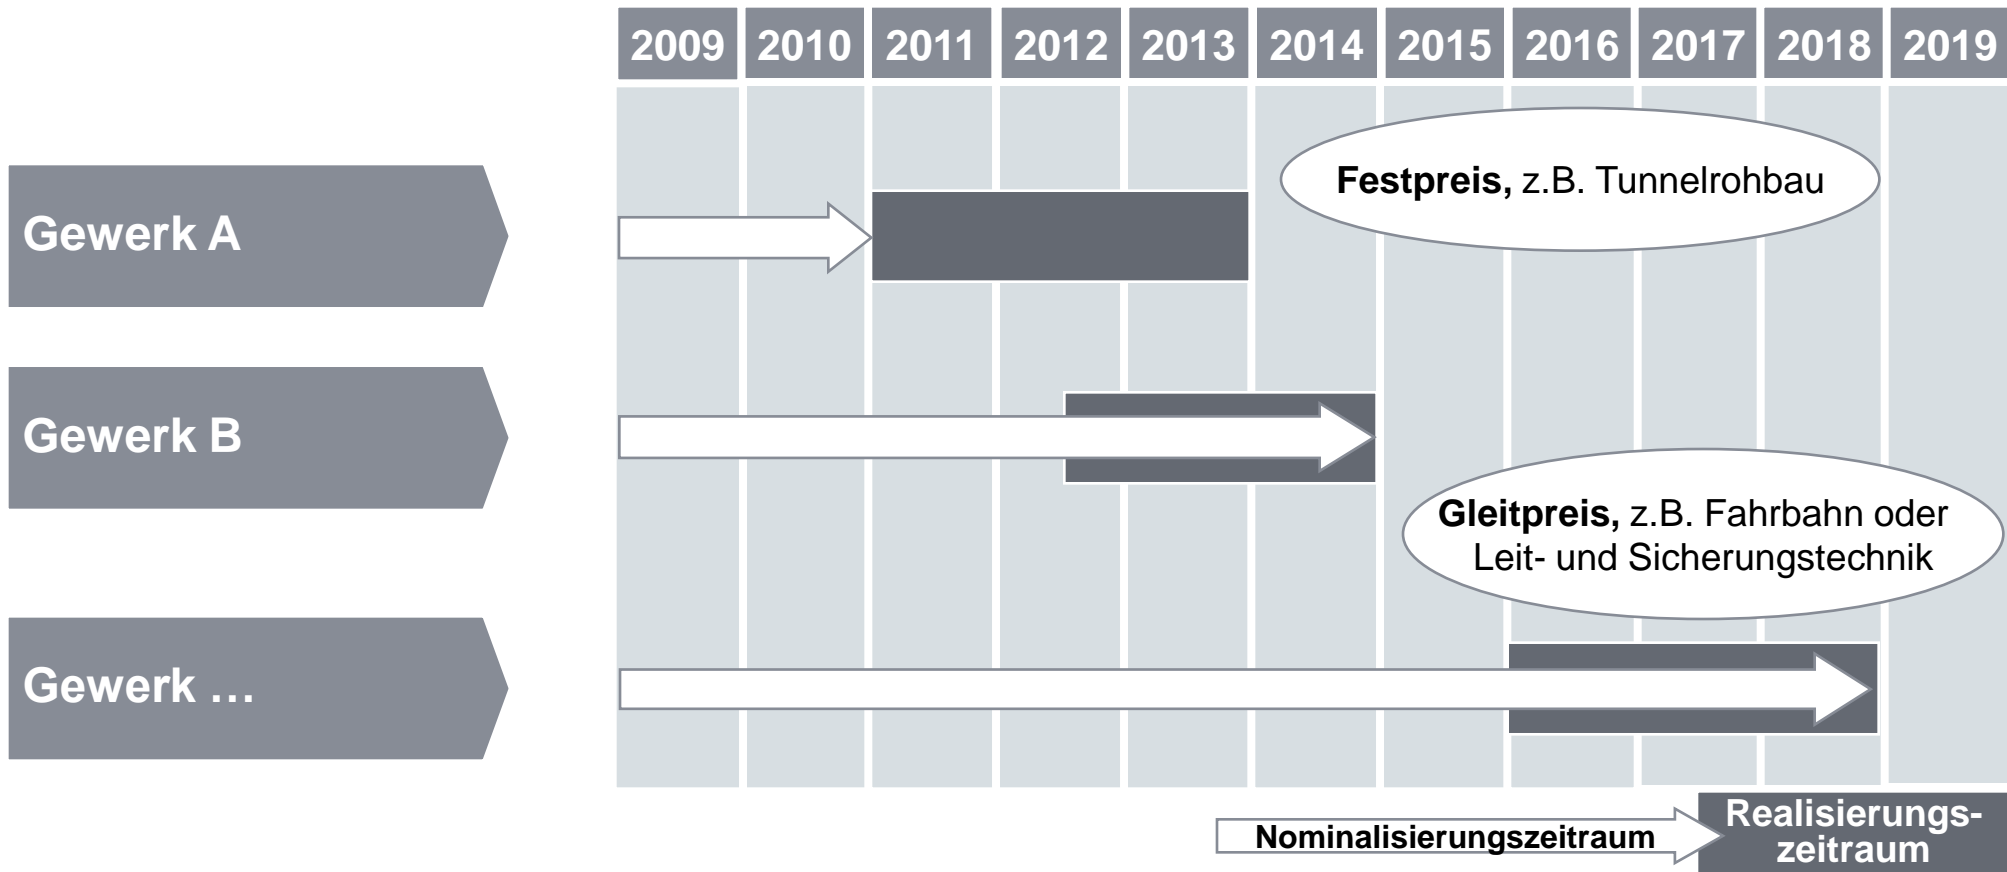 2009 2010 2011 2012 2013 2014 2015 2016 2017 2018 2019
Festpreis, z.B. Tunnelrohbau
Gewerk A
Gewerk B
Gleitpreis, z.B. Fahrbahn oder
Leit- und Sicherungstechnik
Gewerk …
Nominalisierungszeitraum
Realisierungs-
zeitraum